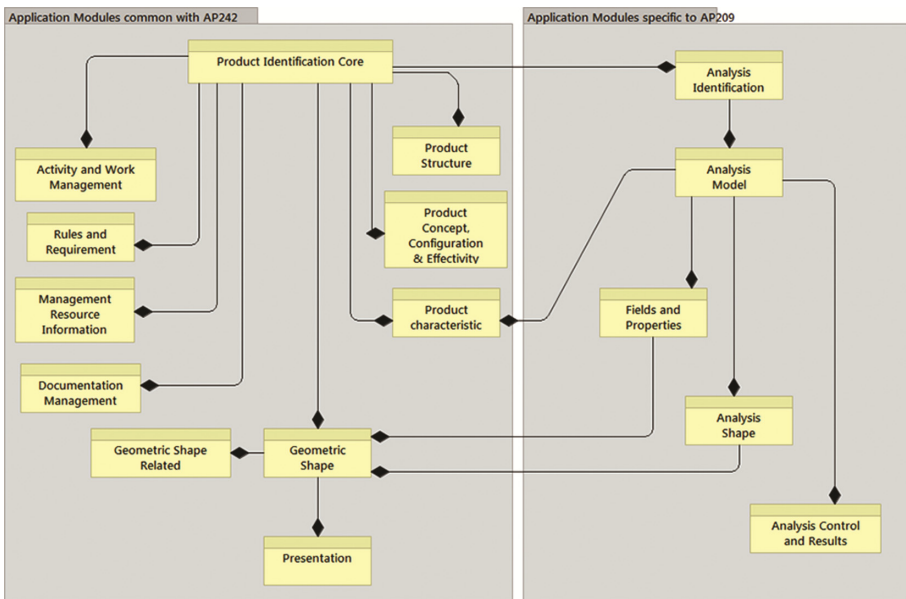 Application Modules common with AP242
Application Modules specific to AP209
Product Identification Core
Analysis
Identification
Product
Structure
Activity and Work
Management
Analysis
Model
Product
Concept,
Configuration
& Effectivity
Rules and
Requirement
Management
Resource
Information
Product
characteristic
Fields and
Properties
Documentation
Management
Analysis
Shape
Geometric Shape
Related
Geometric
Shape
Analysis Control
and Results
Presentation